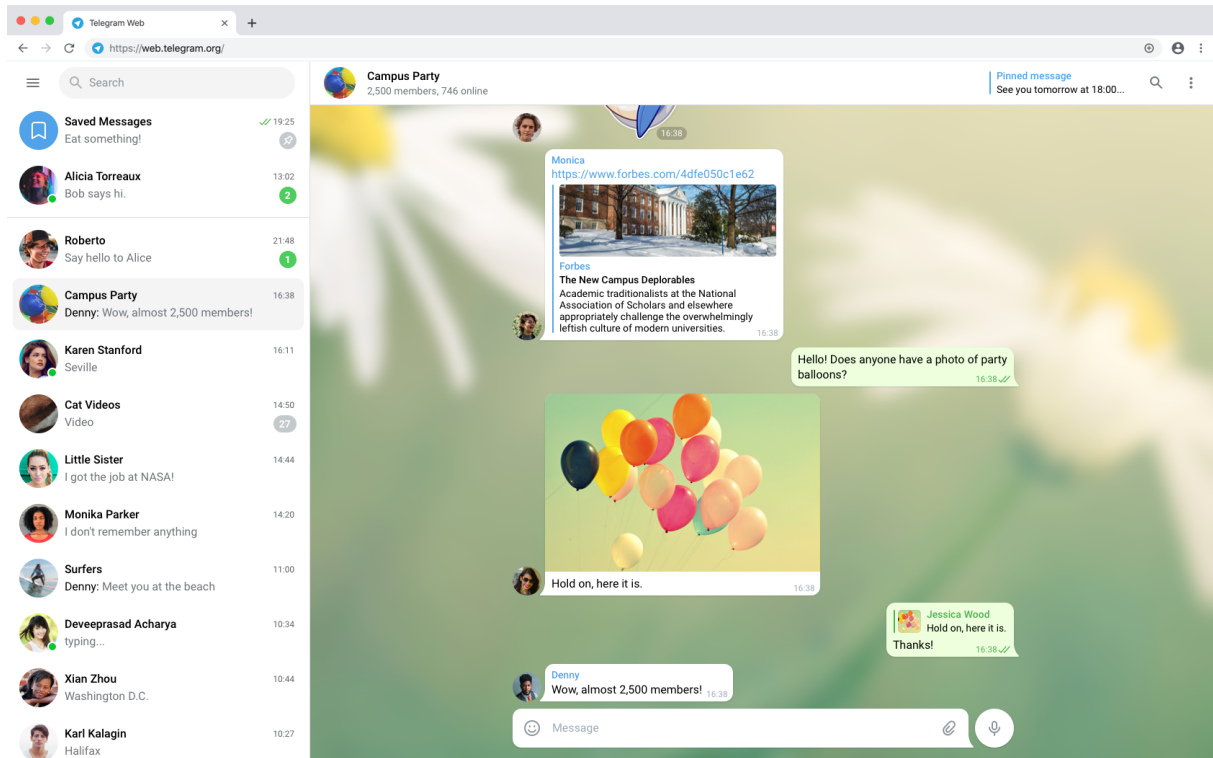 Telegram Web
https://web.telegram.org/
Search
Saved Messages
19:25
Eat something!
Alicia Torreaux
13:02
Bob says hi.
2
Roberto
21:48
Say hello to Alice
1
Campus Party
16:38
Denny: Wow, almost 2,500 members!
Karen Stanford
16:11
Seville
Cat Videos
14:50
Video
27
Little Sister
14:44
I got the job at NASA!
Monika Parker
14:20
I don't remember anything
Surfers
11:00
Denny: Meet you at the beach
Deveeprasad Acharya
10:34
typing...
Xian Zhou
10:44
Washington D.C.
Karl Kalagin
10:27
Halifax
Campus Party
2,500 members, 746 online
Pinned message
See you tomorrow at 18:00...
16:38
Monica
https://www.forbes.com/4dfe050c1e62
Forbes
The New Campus Deplorables
Academic traditionalists at the National
Association of Scholars and elsewhere
appropriately challenge the overwhelmingly
leftish culture of modern universities.
16:38
Hello! Does anyone have a photo of party
balloons?
16:38
Hold on, here it is.
16:38
Jessica Wood
Hold on, here it is.
Thanks!
16:38
Denny
Wow, almost 2,500 members!
16:38
Message